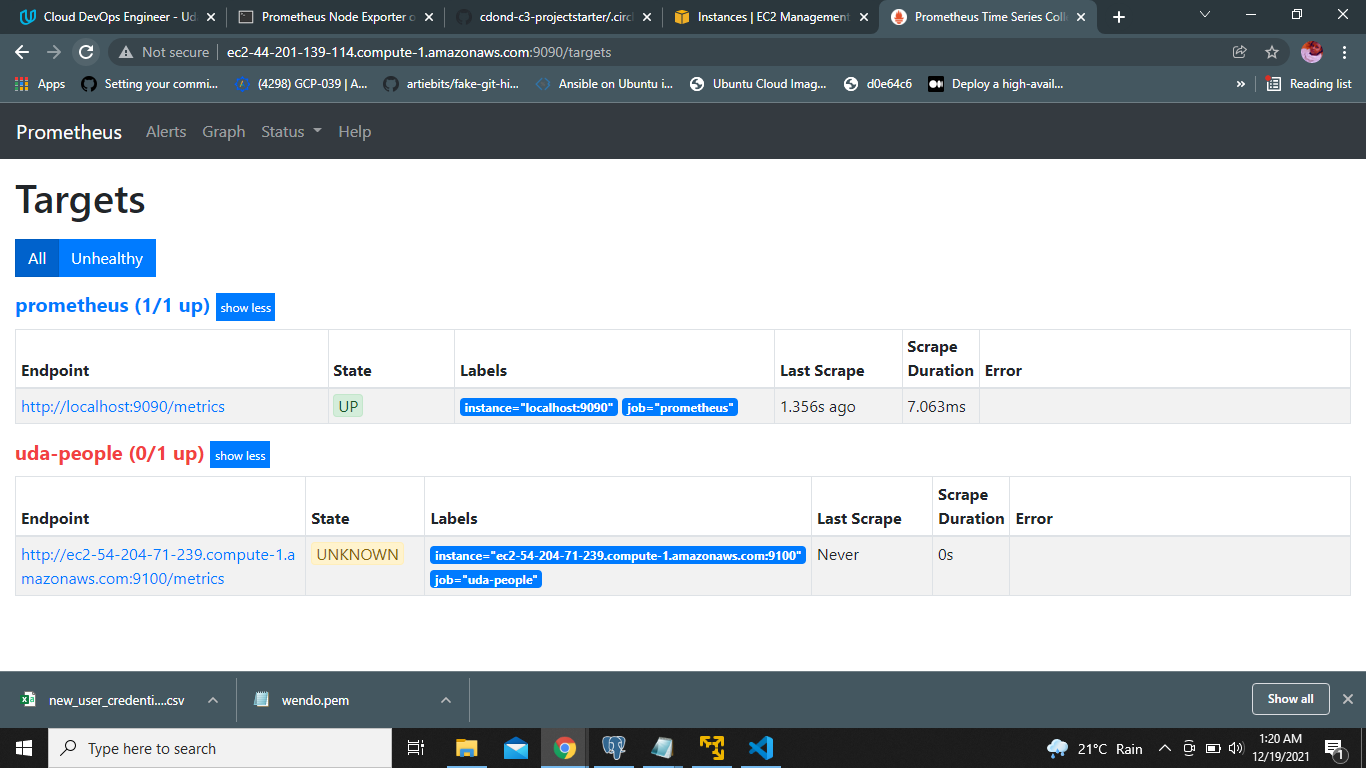 Cloud DevOps Engineer - Ud
Prometheus Node Exporter o
cdond-c3-projectstarter/.circl
Instances | EC2 Management
Prometheus Time Series Coll
Not secure
ec2-44-201-139-114.compute-1.amazonaws.com:9090/targets
Apps
Setting your commi...
(4298) GCP-039 | A...
artiebits/fake-git-hi...
Ansible on Ubuntu i...
Ubuntu Cloud Imag...
d0e64c6
Deploy a high-avail...
»
Reading list
Prometheus
Alerts
Graph
Status
Help
Targets
All
Unhealthy
prometheus (1/1 up)
show less
Endpoint
State
Labels
Last Scrape
Scrape
Duration
Error
http://localhost:9090/metrics
UP
instance="localhost:9090"
job="prometheus"
1.356s ago
7.063ms
uda-people (0/1 up)
show less
Endpoint
State
Labels
Last Scrape
Scrape
Duration
Error
http://ec2-54-204-71-239.compute-1.a
mazonaws.com:9100/metrics
UNKNOWN
instance="ec2-54-204-71-239.compute-1.amazonaws.com:9100"
job="uda-people"
Never
0s
new_user_credenti....csv
wendo.pem
Show all
Type here to search
21°C
Rain
1:20 AM
12/19/2021
1